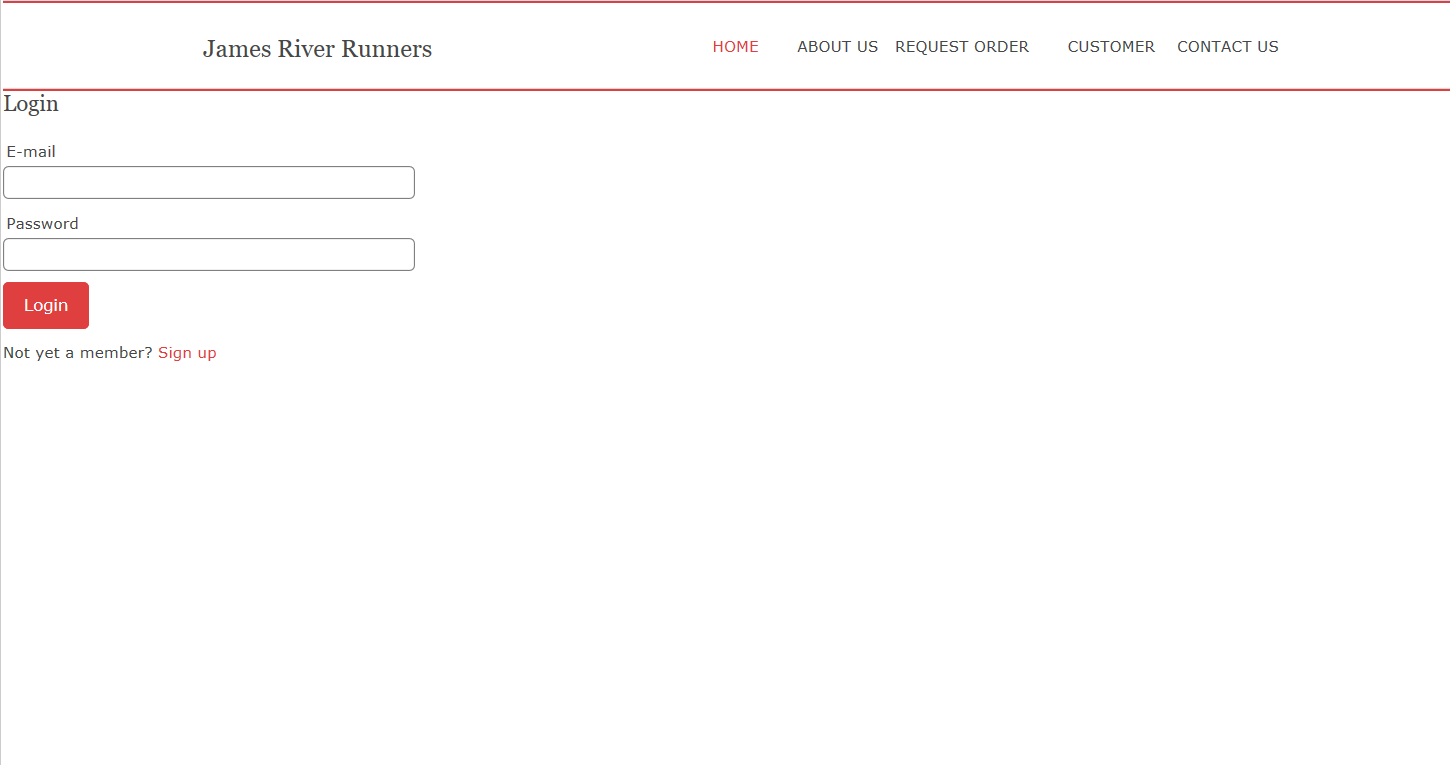 James River Runners HOME ABOUT US REQUEST ORDER CUSTOMER CONTACT US
Login
E-mail
Password
Login
Not yet a member? Sign up